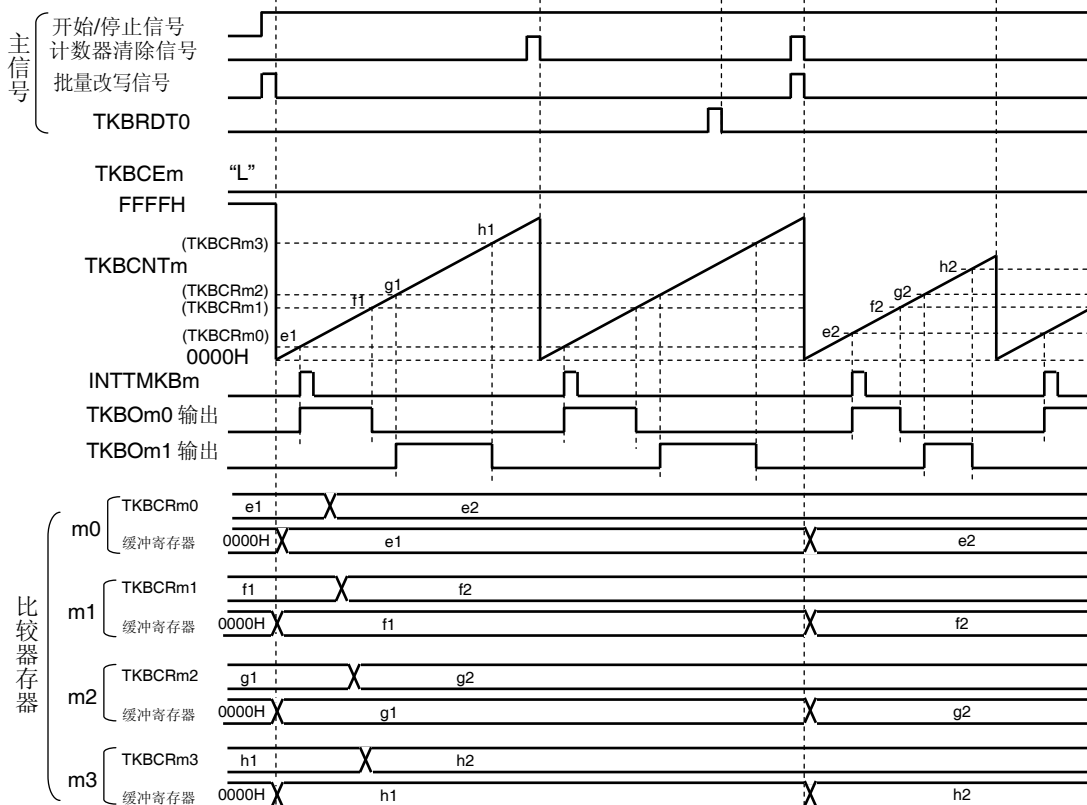 主信号
开始/停止信号
计数器清除信号
批量改写信号
TKBRDT0
TKBCEm “L”
FFFFH
TKBCNTm
(TKBCRm3)
(TKBCRm2)
(TKBCRm1)
(TKBCRm0)
0000H
e1
f1
g1
h1
e2
f2
g2
h2
INTTMKBm
TKBOm0 输出
TKBOm1 输出
比较器存器
m0
TKBCRm0 e1 e2
缓冲寄存器 0000H e1 e2
m1
TKBCRm1 f1 f2
缓冲寄存器 0000H f1 f2
m2
TKBCRm2 g1 g2
缓冲寄存器 0000H g1 g2
m3
TKBCRm3 h1 h2
缓冲寄存器 0000H h1 h2